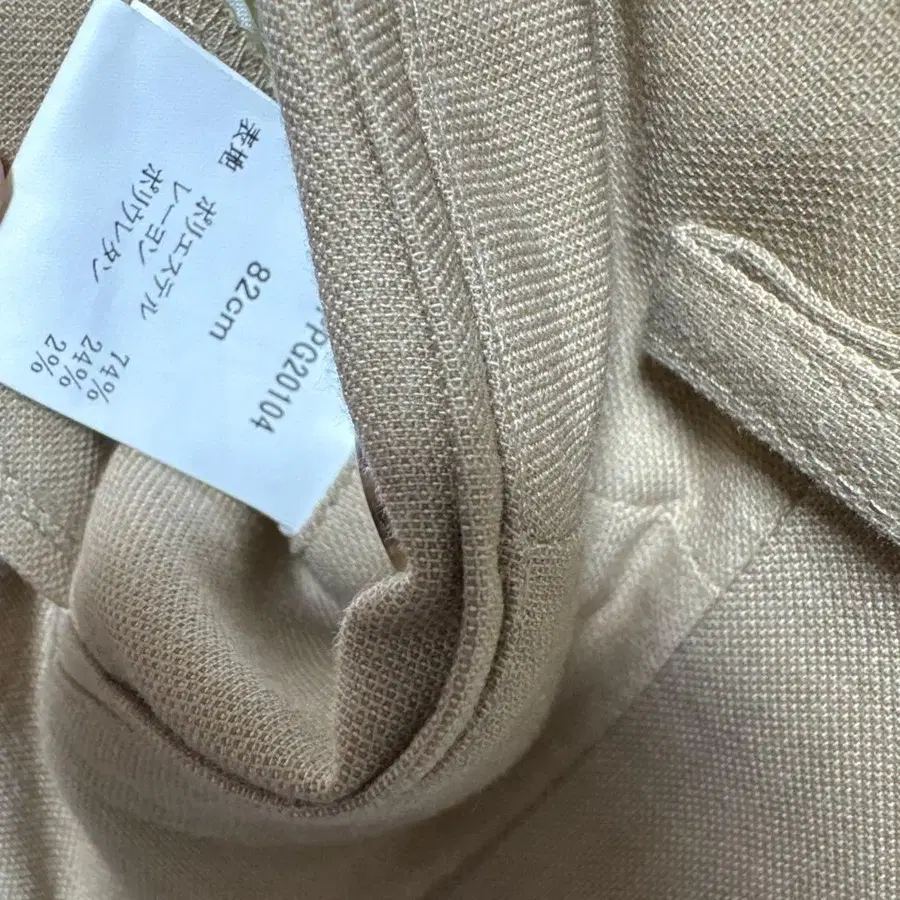 PG20104
82cm
表地
ポリエステル 74%
レーヨン 24%
ポリウレタン 2%